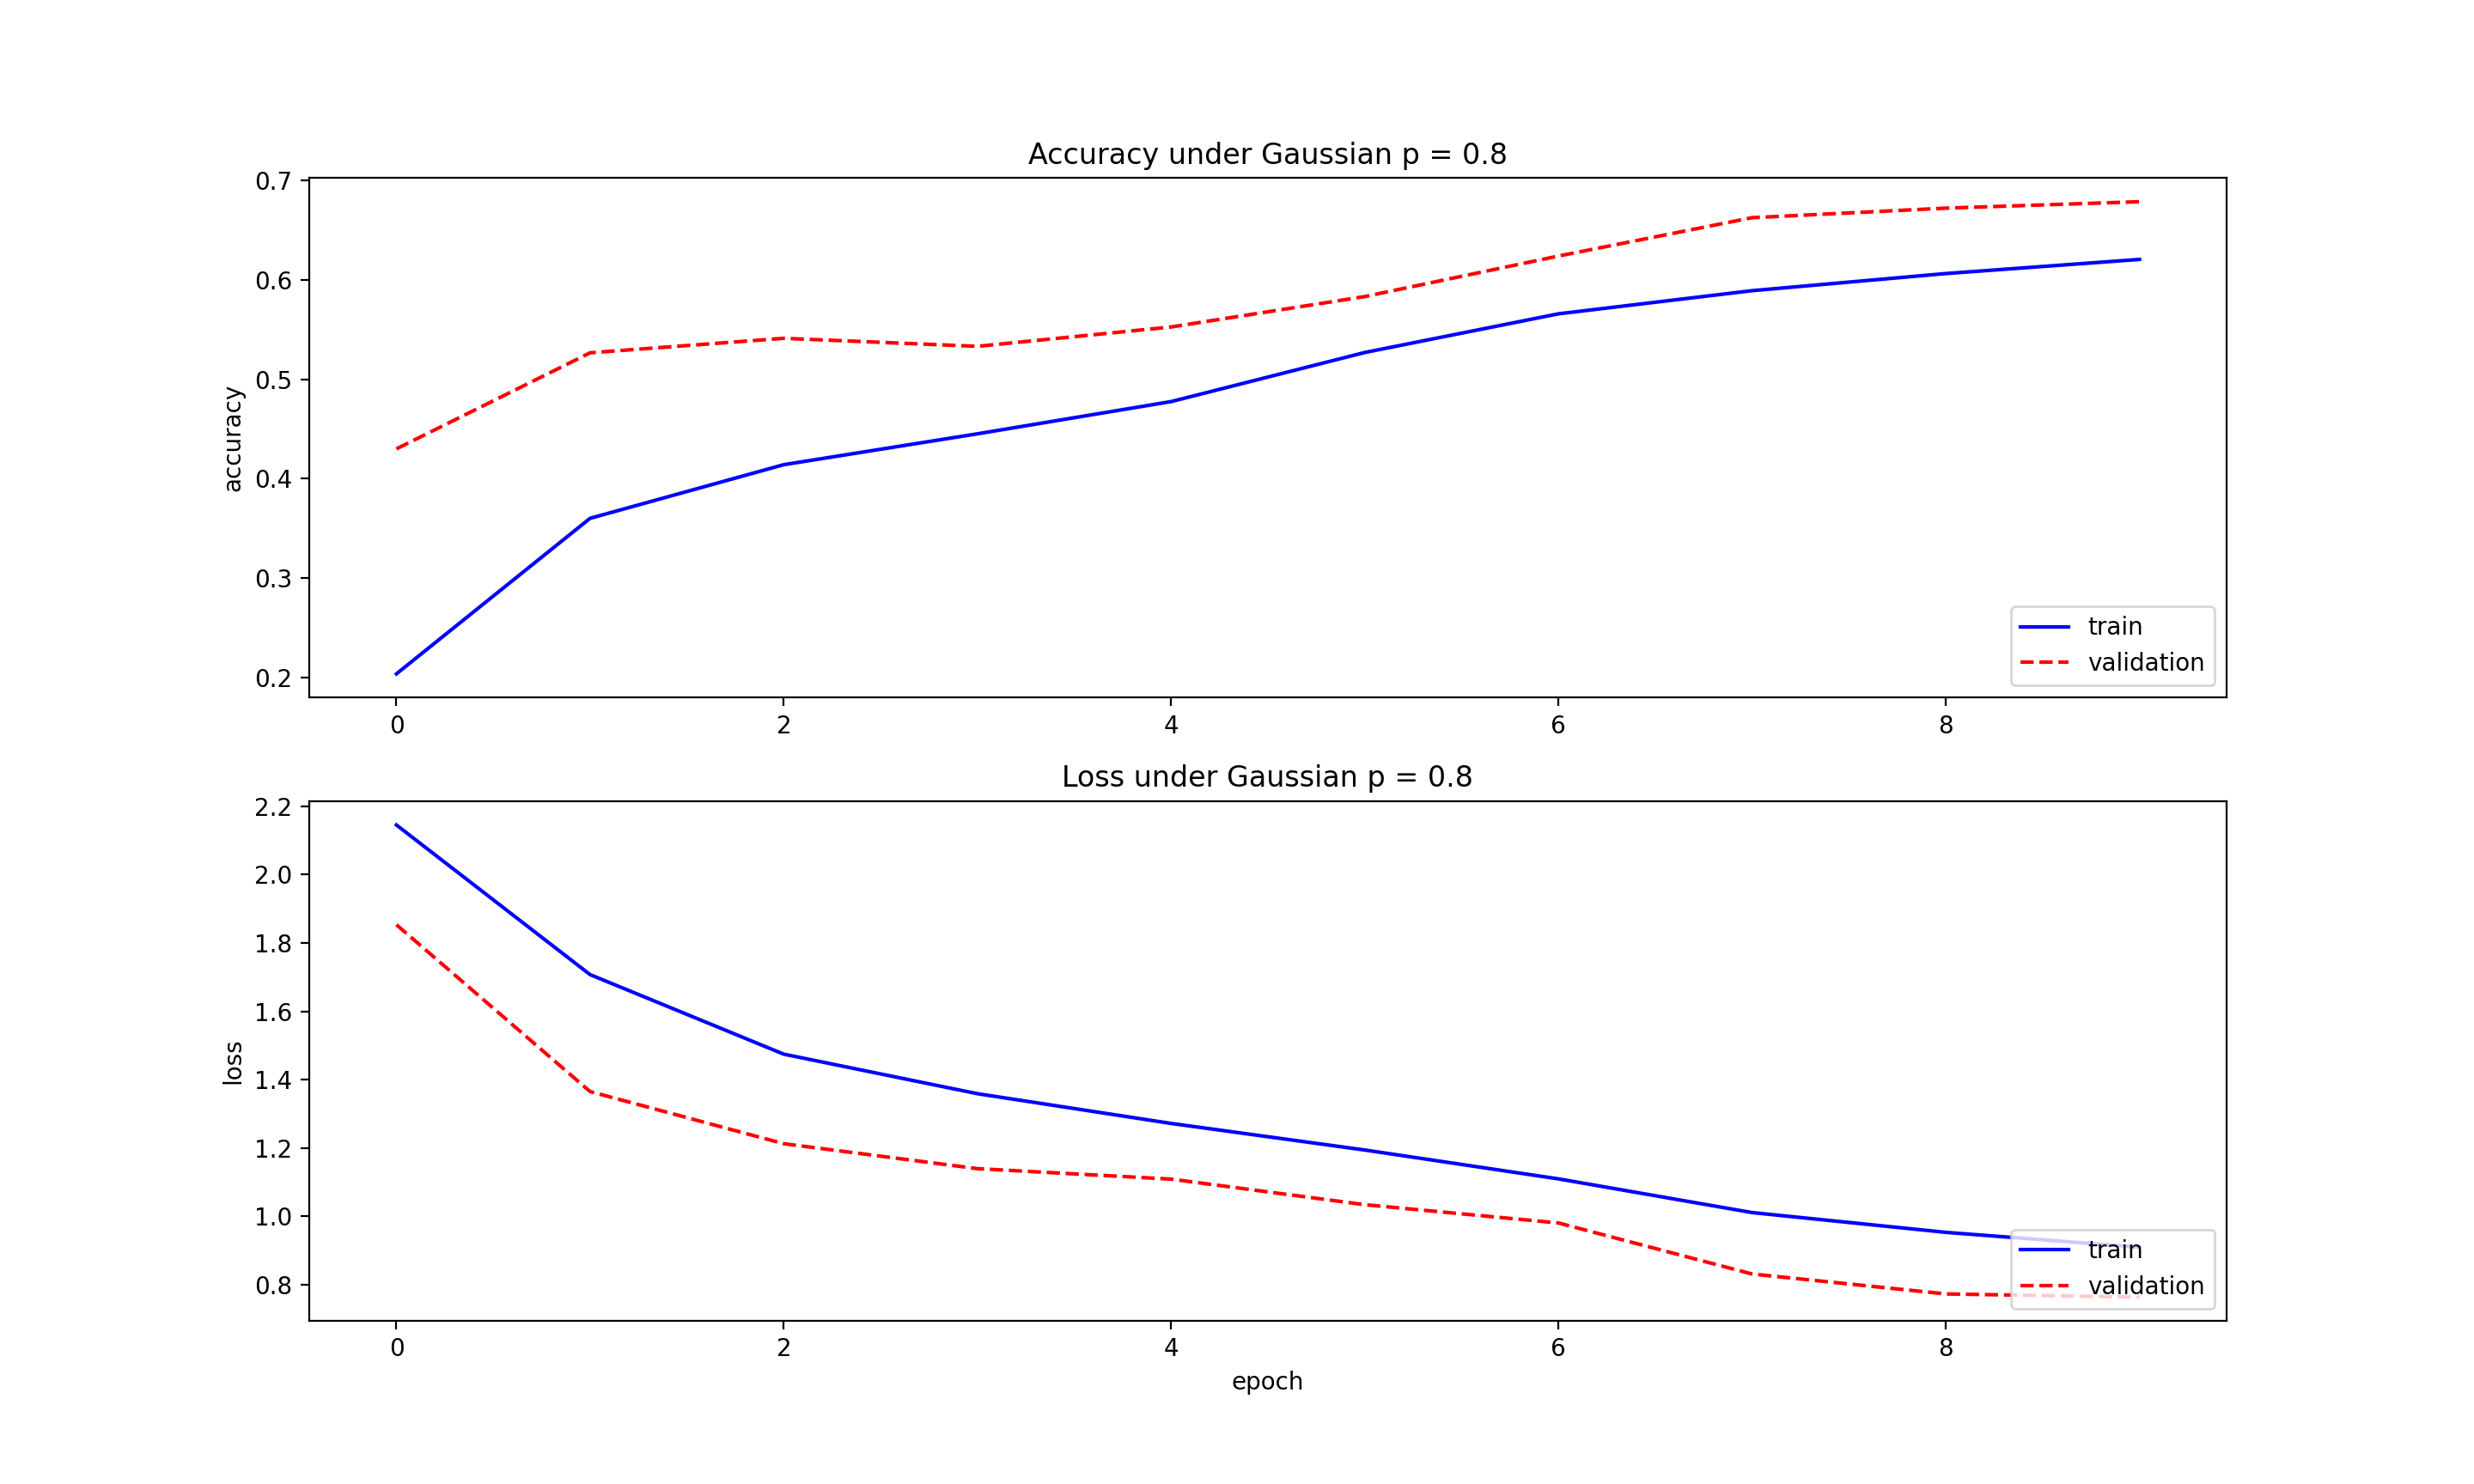 Accuracy under Gaussian p = 0.8
0.7
0.6
0.5
0.4
0.3
0.2
accuracy
train
validation
0 2 4 6 8
Loss under Gaussian p = 0.8
2.2
2.0
1.8
1.6
1.4
1.2
1.0
0.8
loss
train
validation
0 2 4 6 8
epoch